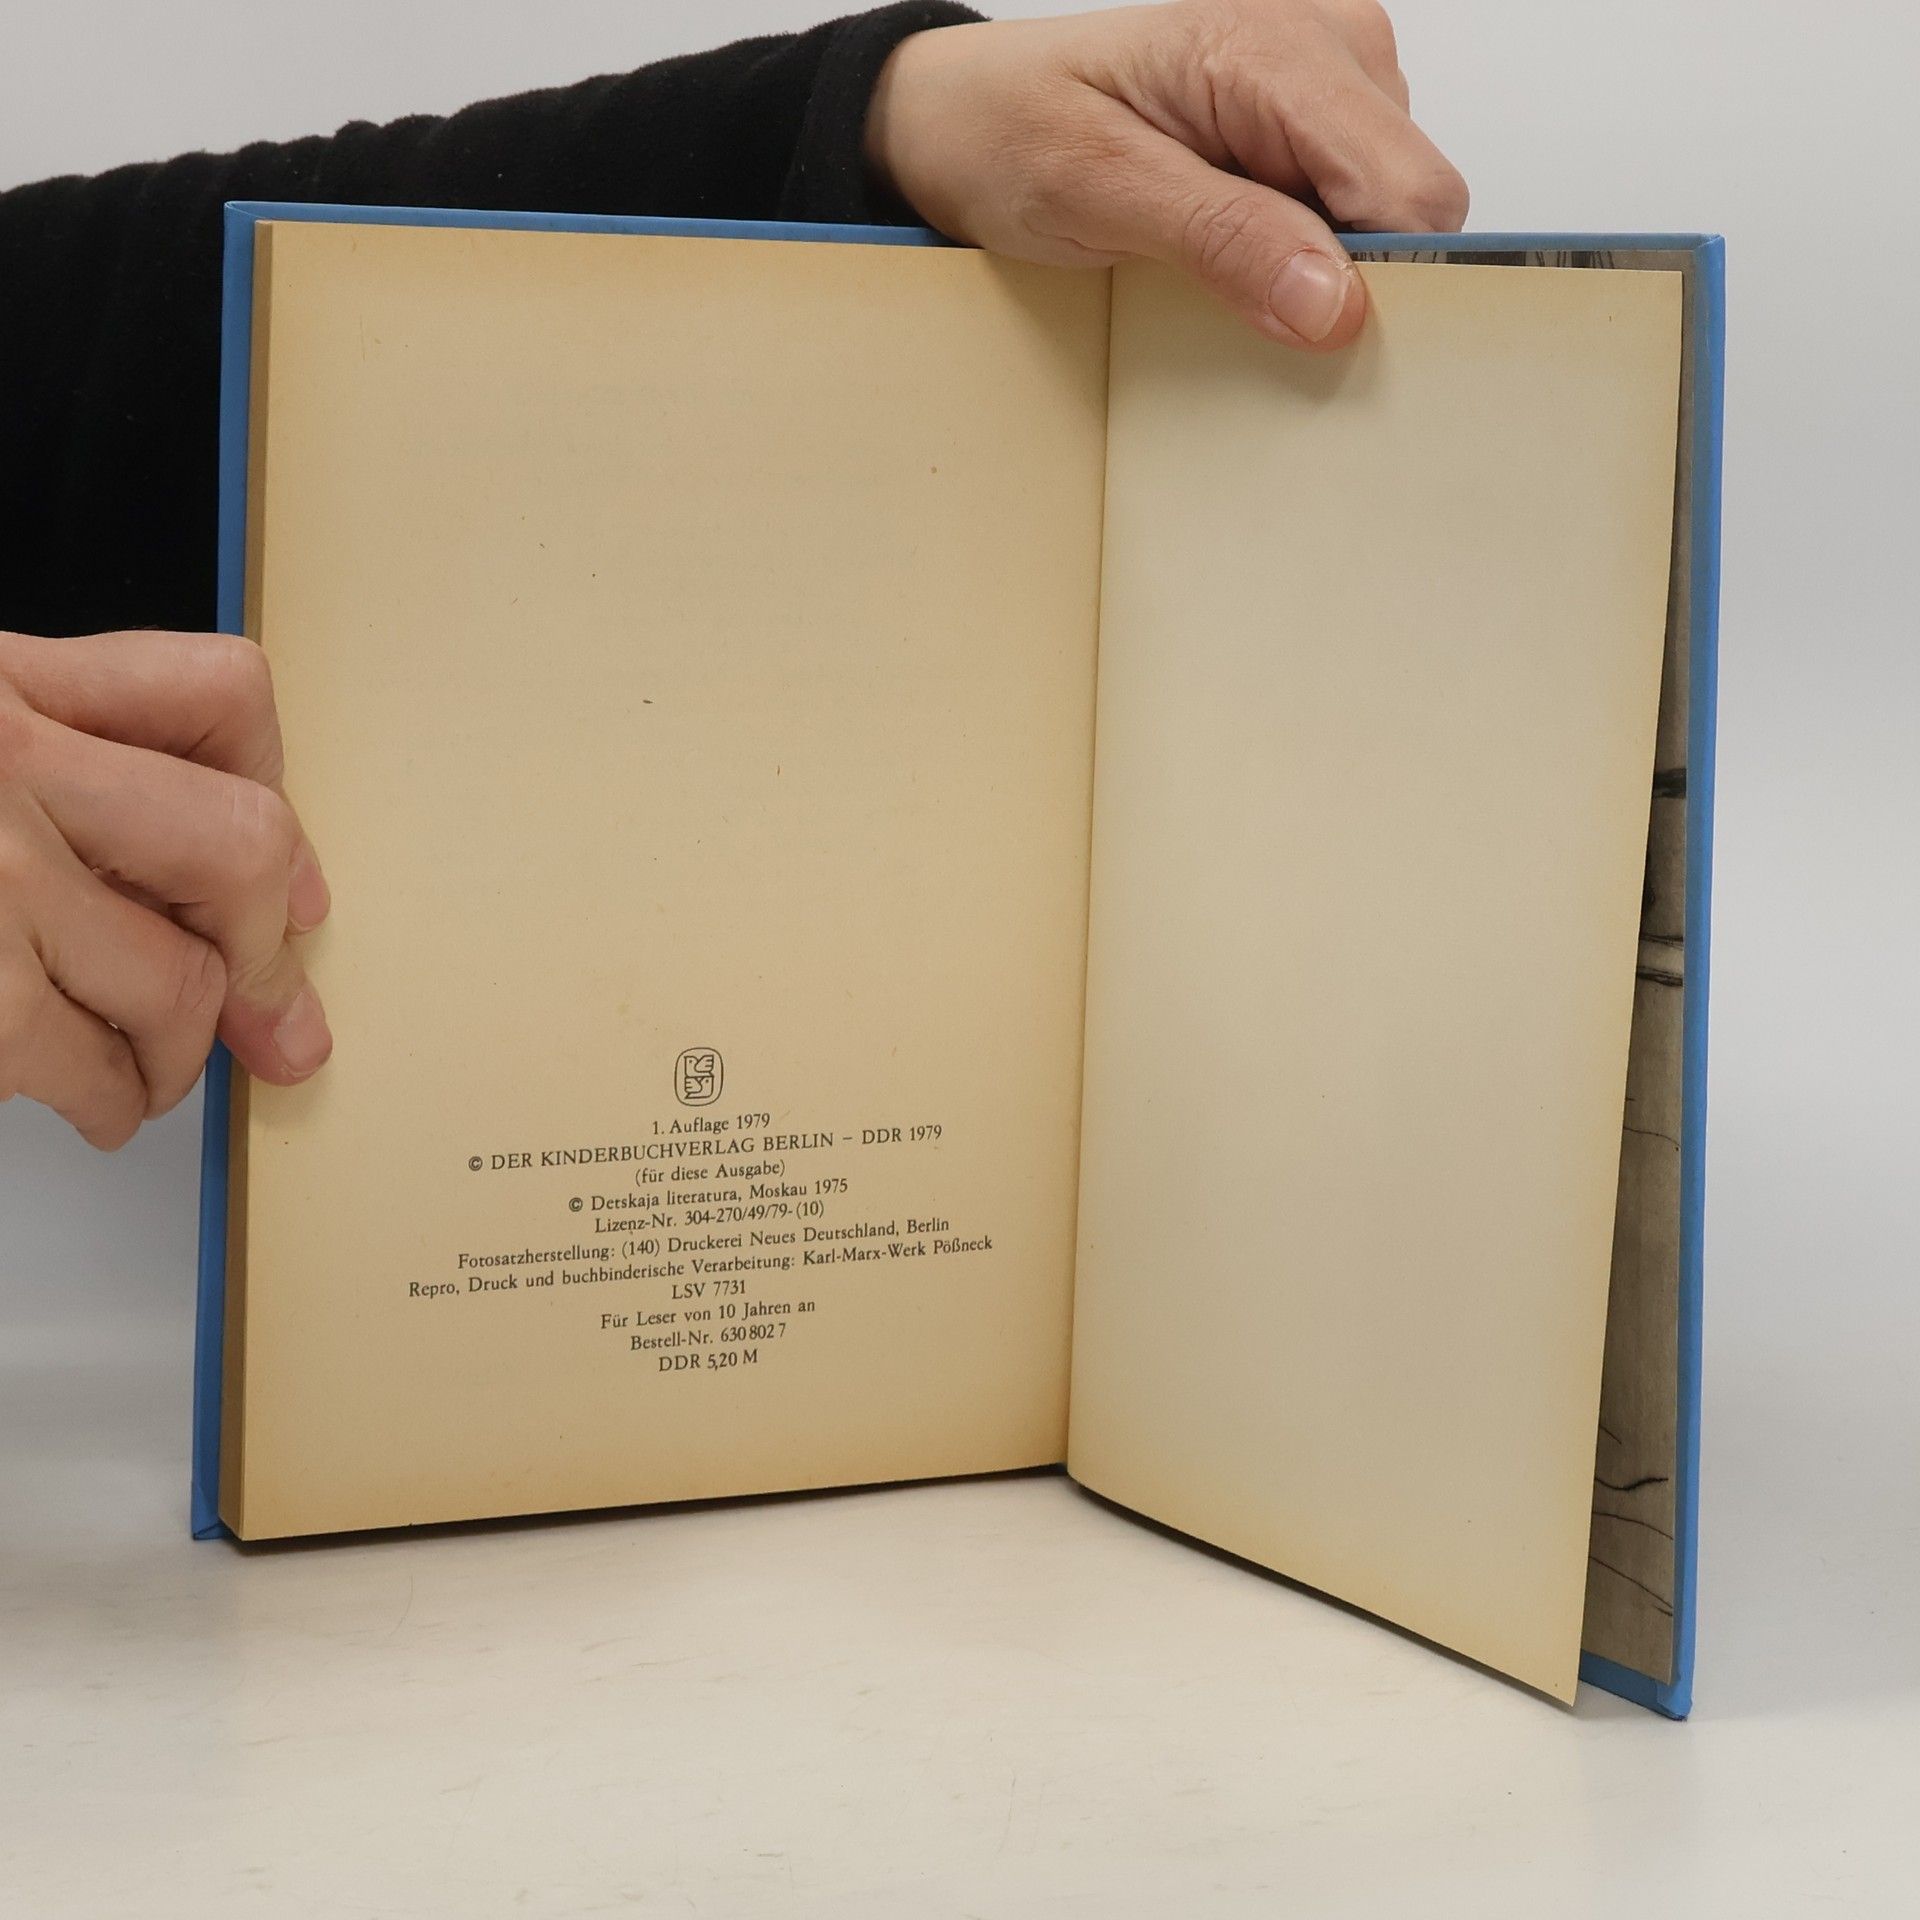 1. Auflage 1979
© DER KINDERBUCHVERLAG BERLIN – DDR 1979
(für diese Ausgabe)
© Detskaja literatura, Moskau 1975
Lizenz-Nr. 304-270/49/79-(10)
Fotosatzherstellung: (140) Druckerei Neues Deutschland, Berlin
Repro, Druck und buchbinderische Verarbeitung: Karl-Marx-Werk Pößneck
LSV 7731
Für Leser von 10 Jahren an
Bestell-Nr. 630 802 7
DDR 5,20 M